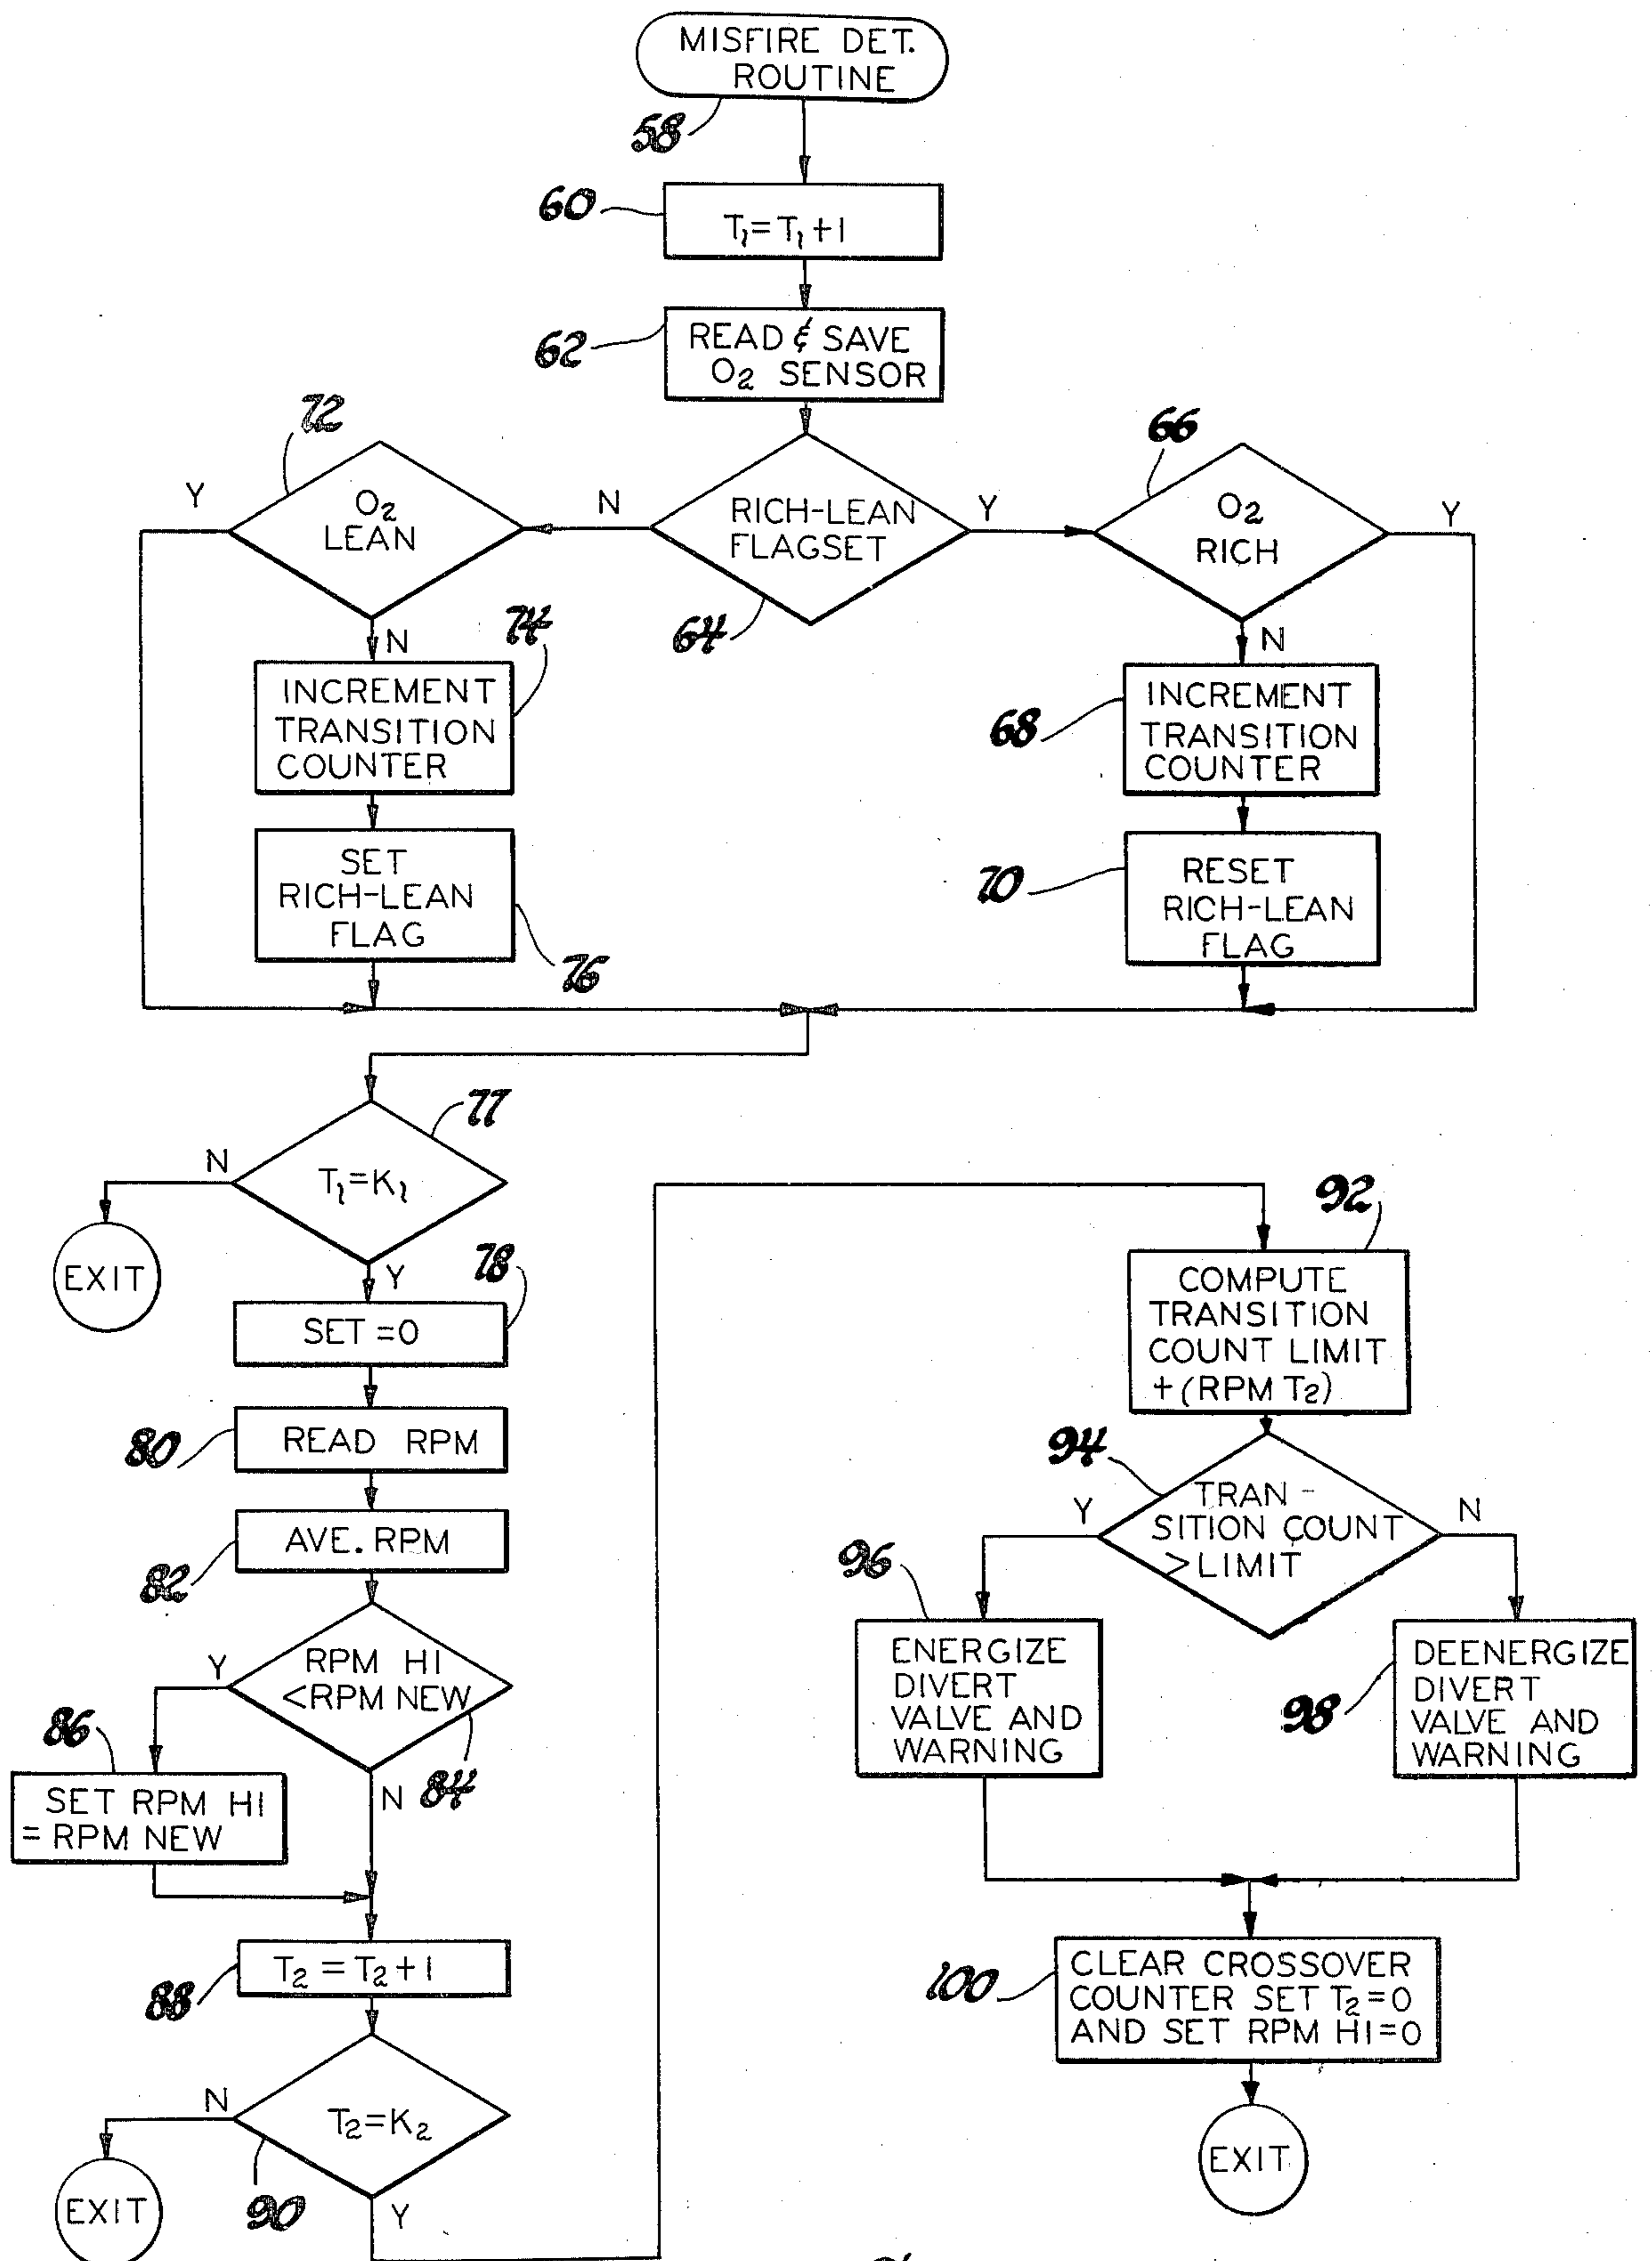 MISFIRE DET.
ROUTINE
58
60
T₁=T₁+1
62
READ & SAVE
O₂ SENSOR
72
66
Y
O₂
LEAN
N
RICH-LEAN
FLAGSET
Y
O₂
RICH
Y
64
N
74
N
INCREMENT
TRANSITION
COUNTER
68
INCREMENT
TRANSITION
COUNTER
SET
RICH-LEAN
FLAG
76
70
RESET
RICH-LEAN
FLAG
77
N
T₁=K₁
EXIT
Y
78
SET=0
80
READ RPM
82
AVE. RPM
Y
RPM HI
<RPM NEW
84
86
N
SET RPM HI
=RPM NEW
88
T₂=T₂+1
N
T₂=K₂
EXIT
90
Y
92
COMPUTE
TRANSITION
COUNT LIMIT
+(RPM T₂)
94
Y
TRAN-
SITION COUNT
>LIMIT
N
96
ENERGIZE
DIVERT
VALVE AND
WARNING
98
DEENERGIZE
DIVERT
VALVE AND
WARNING
100
CLEAR CROSSOVER
COUNTER SET T₂=0
AND SET RPM HI=0
EXIT